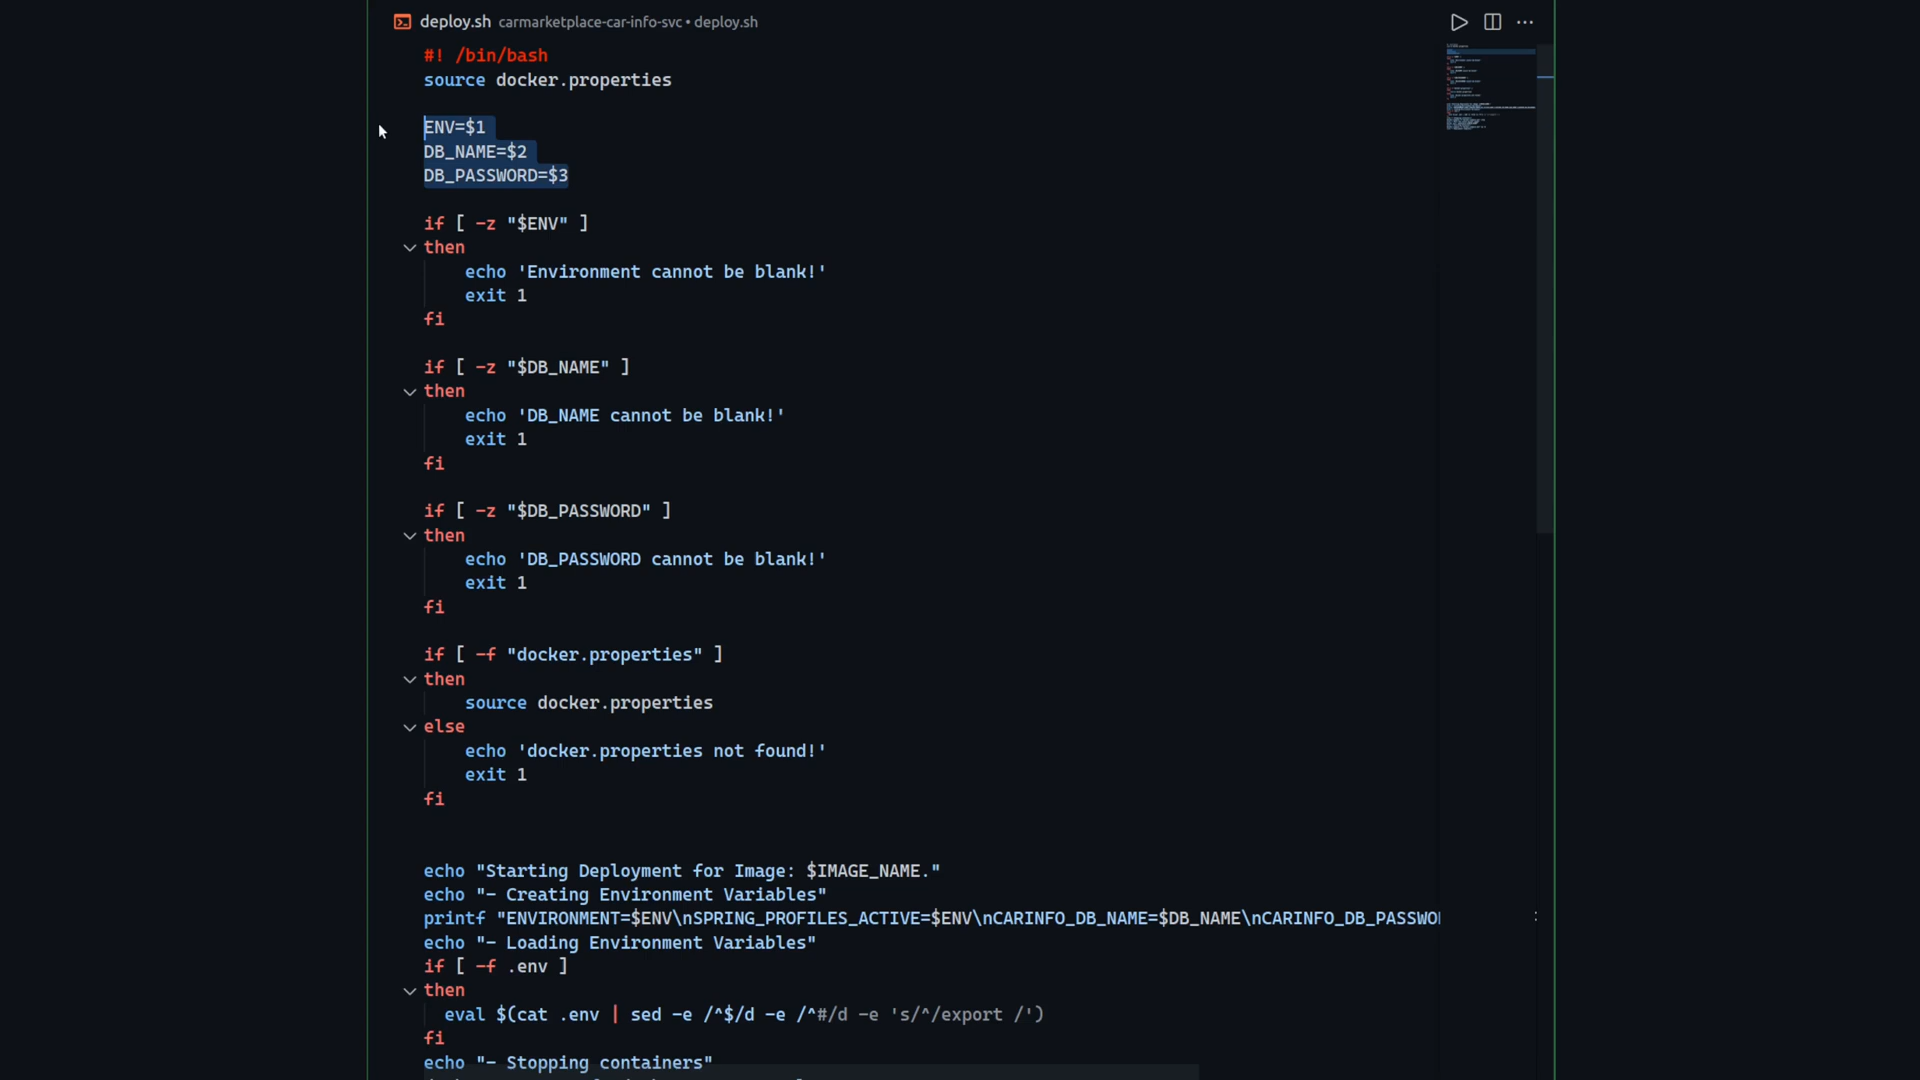 deploy.sh carmarketplace-car-info-svc • deploy.sh
#! /bin/bash
source docker.properties
ENV=$1
DB_NAME=$2
DB_PASSWORD=$3
if [ -z "$ENV" ]
then
echo 'Environment cannot be blank!'
exit 1
fi
if [ -z "$DB_NAME" ]
then
echo 'DB_NAME cannot be blank!'
exit 1
fi
if [ -z "$DB_PASSWORD" ]
then
echo 'DB_PASSWORD cannot be blank!'
exit 1
fi
if [ -f "docker.properties" ]
then
source docker.properties
else
echo 'docker.properties not found!'
exit 1
fi
echo "Starting Deployment for Image: $IMAGE_NAME."
echo "- Creating Environment Variables"
printf "ENVIRONMENT=$ENV\nSPRING_PROFILES_ACTIVE=$ENV\nCARINFO_DB_NAME=$DB_NAME\nCARINFO_DB_PASSWO
echo "- Loading Environment Variables"
if [ -f .env ]
then
eval $(cat .env | sed -e /^$/d -e /^#/d -e 's/^/export /')
fi
echo "- Stopping containers"